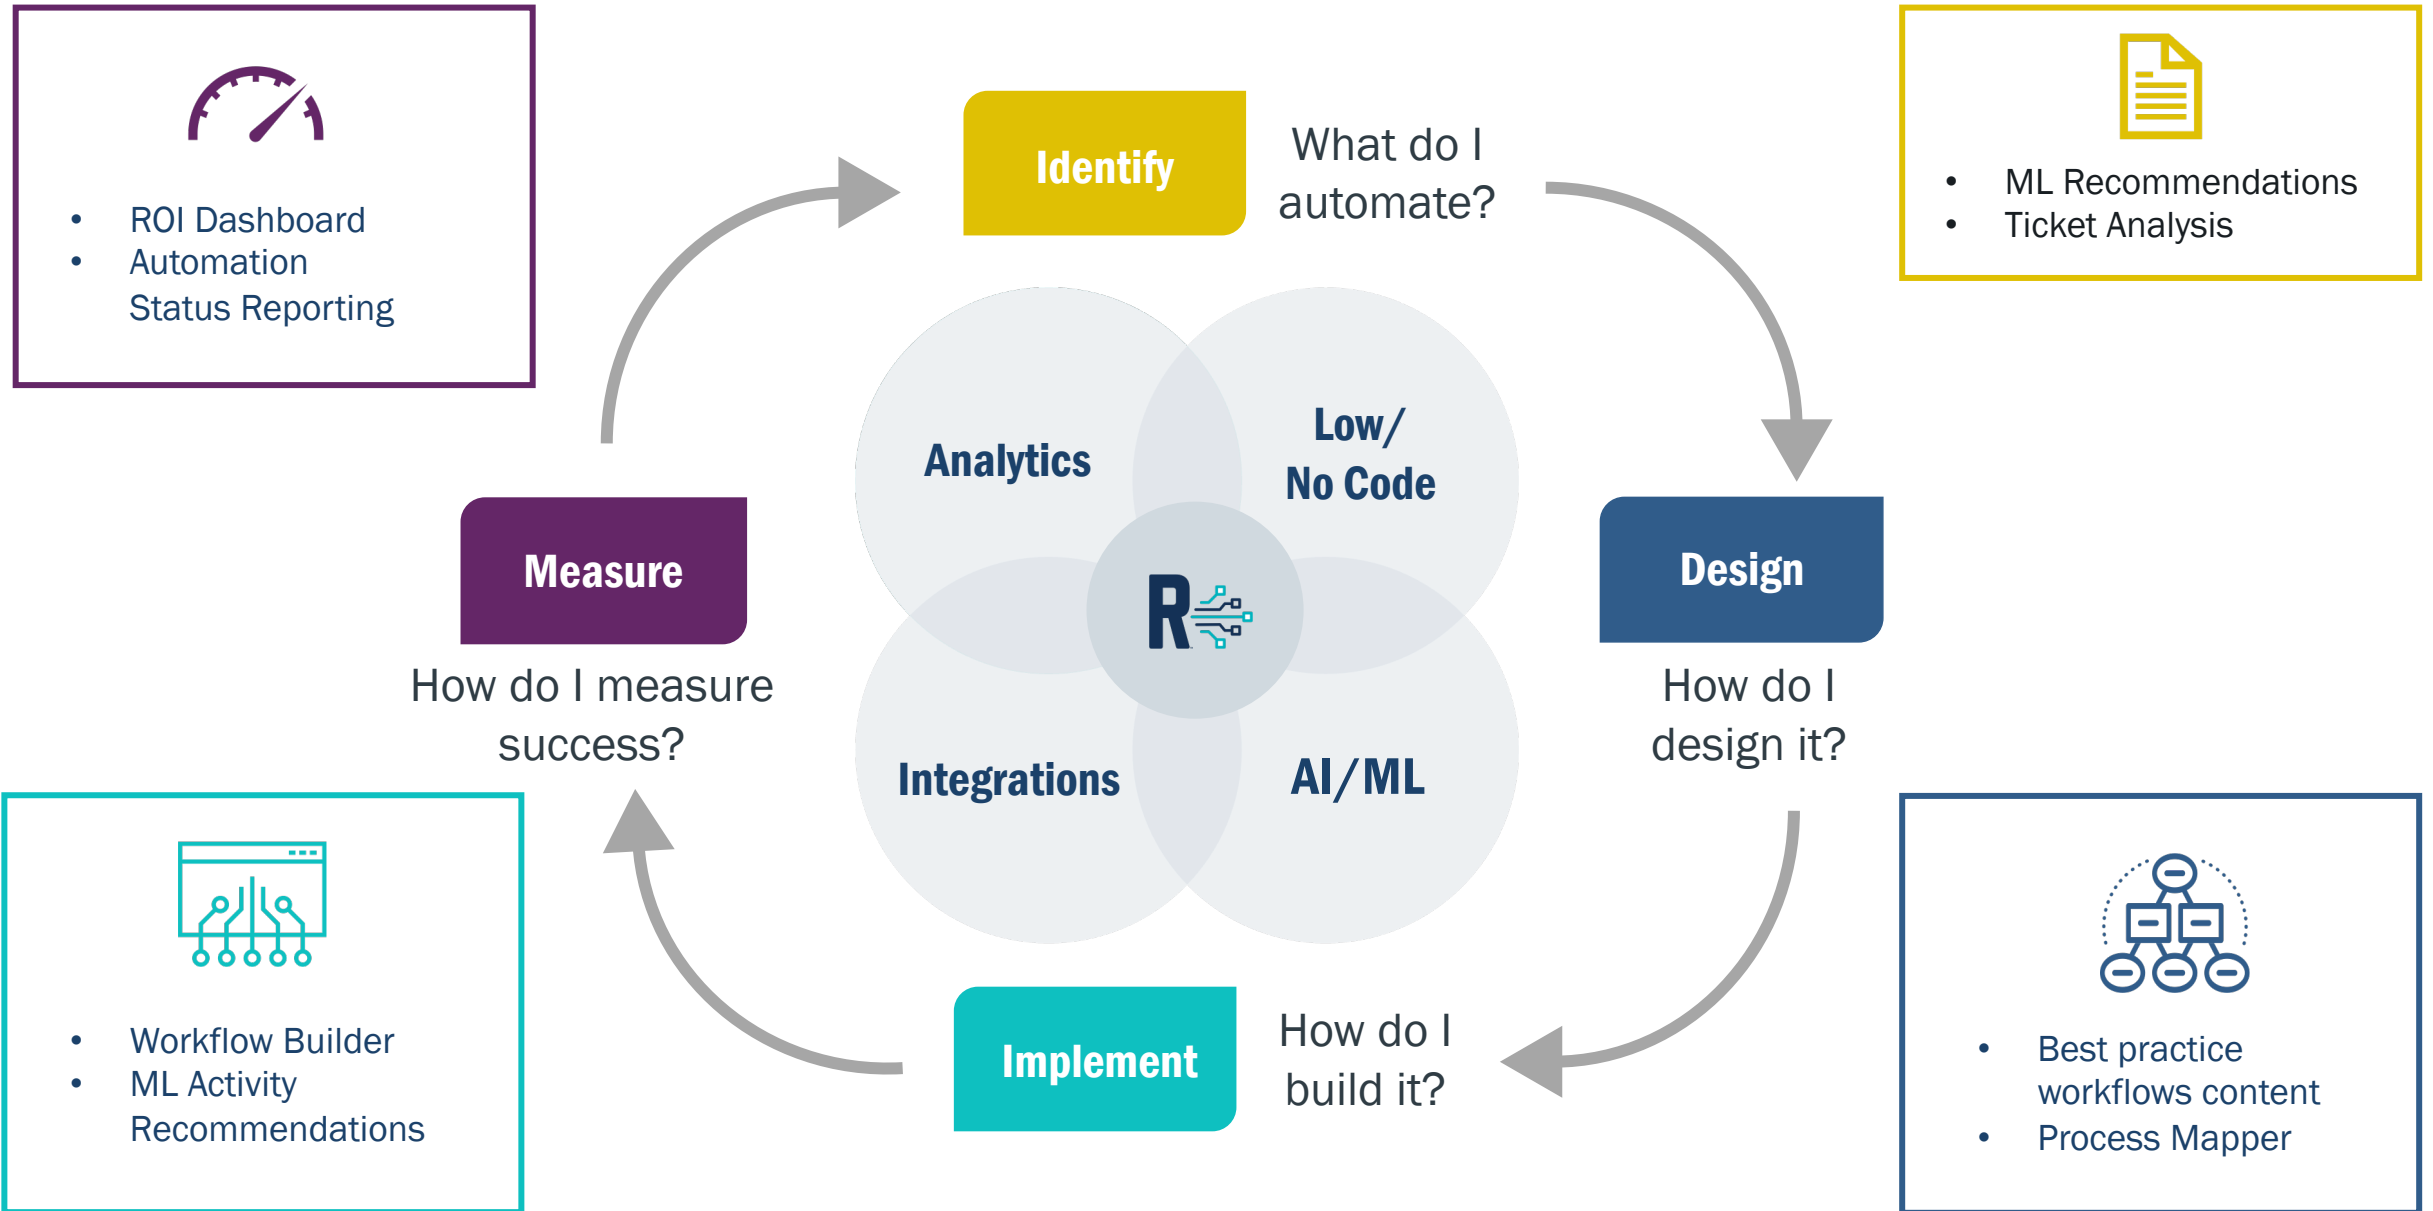 Identify
What do I
automate?
• ML Recommendations
• Ticket Analysis
• ROI Dashboard
• Automation
Status Reporting
Analytics
Low/
No Code
Measure
How do I measure
success?
R
Design
How do I
design it?
Integrations
AI/ML
• Workflow Builder
• ML Activity
Recommendations
Implement
How do I
build it?
• Best practice
workflows content
• Process Mapper